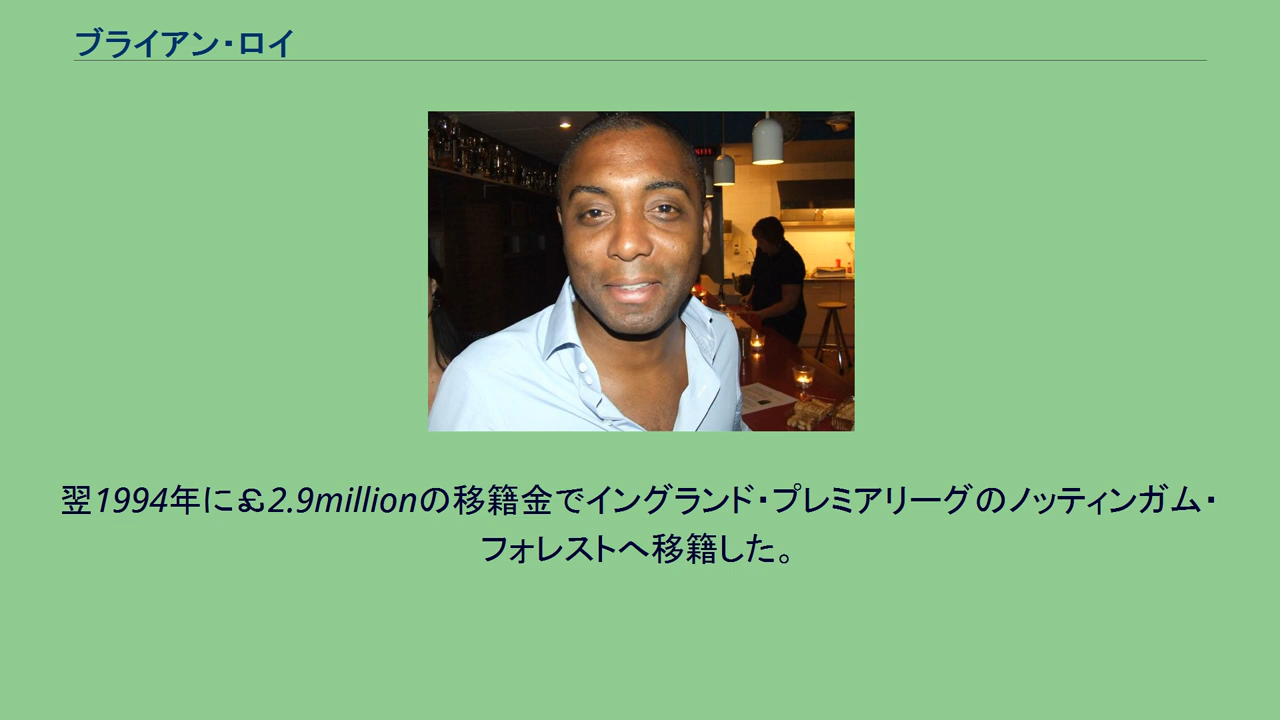 ブライアン・ロイ
翌1994年に£2.9millionの移籍金でイングランド・プレミアリーグのノッティンガム・
フォレストへ移籍した。